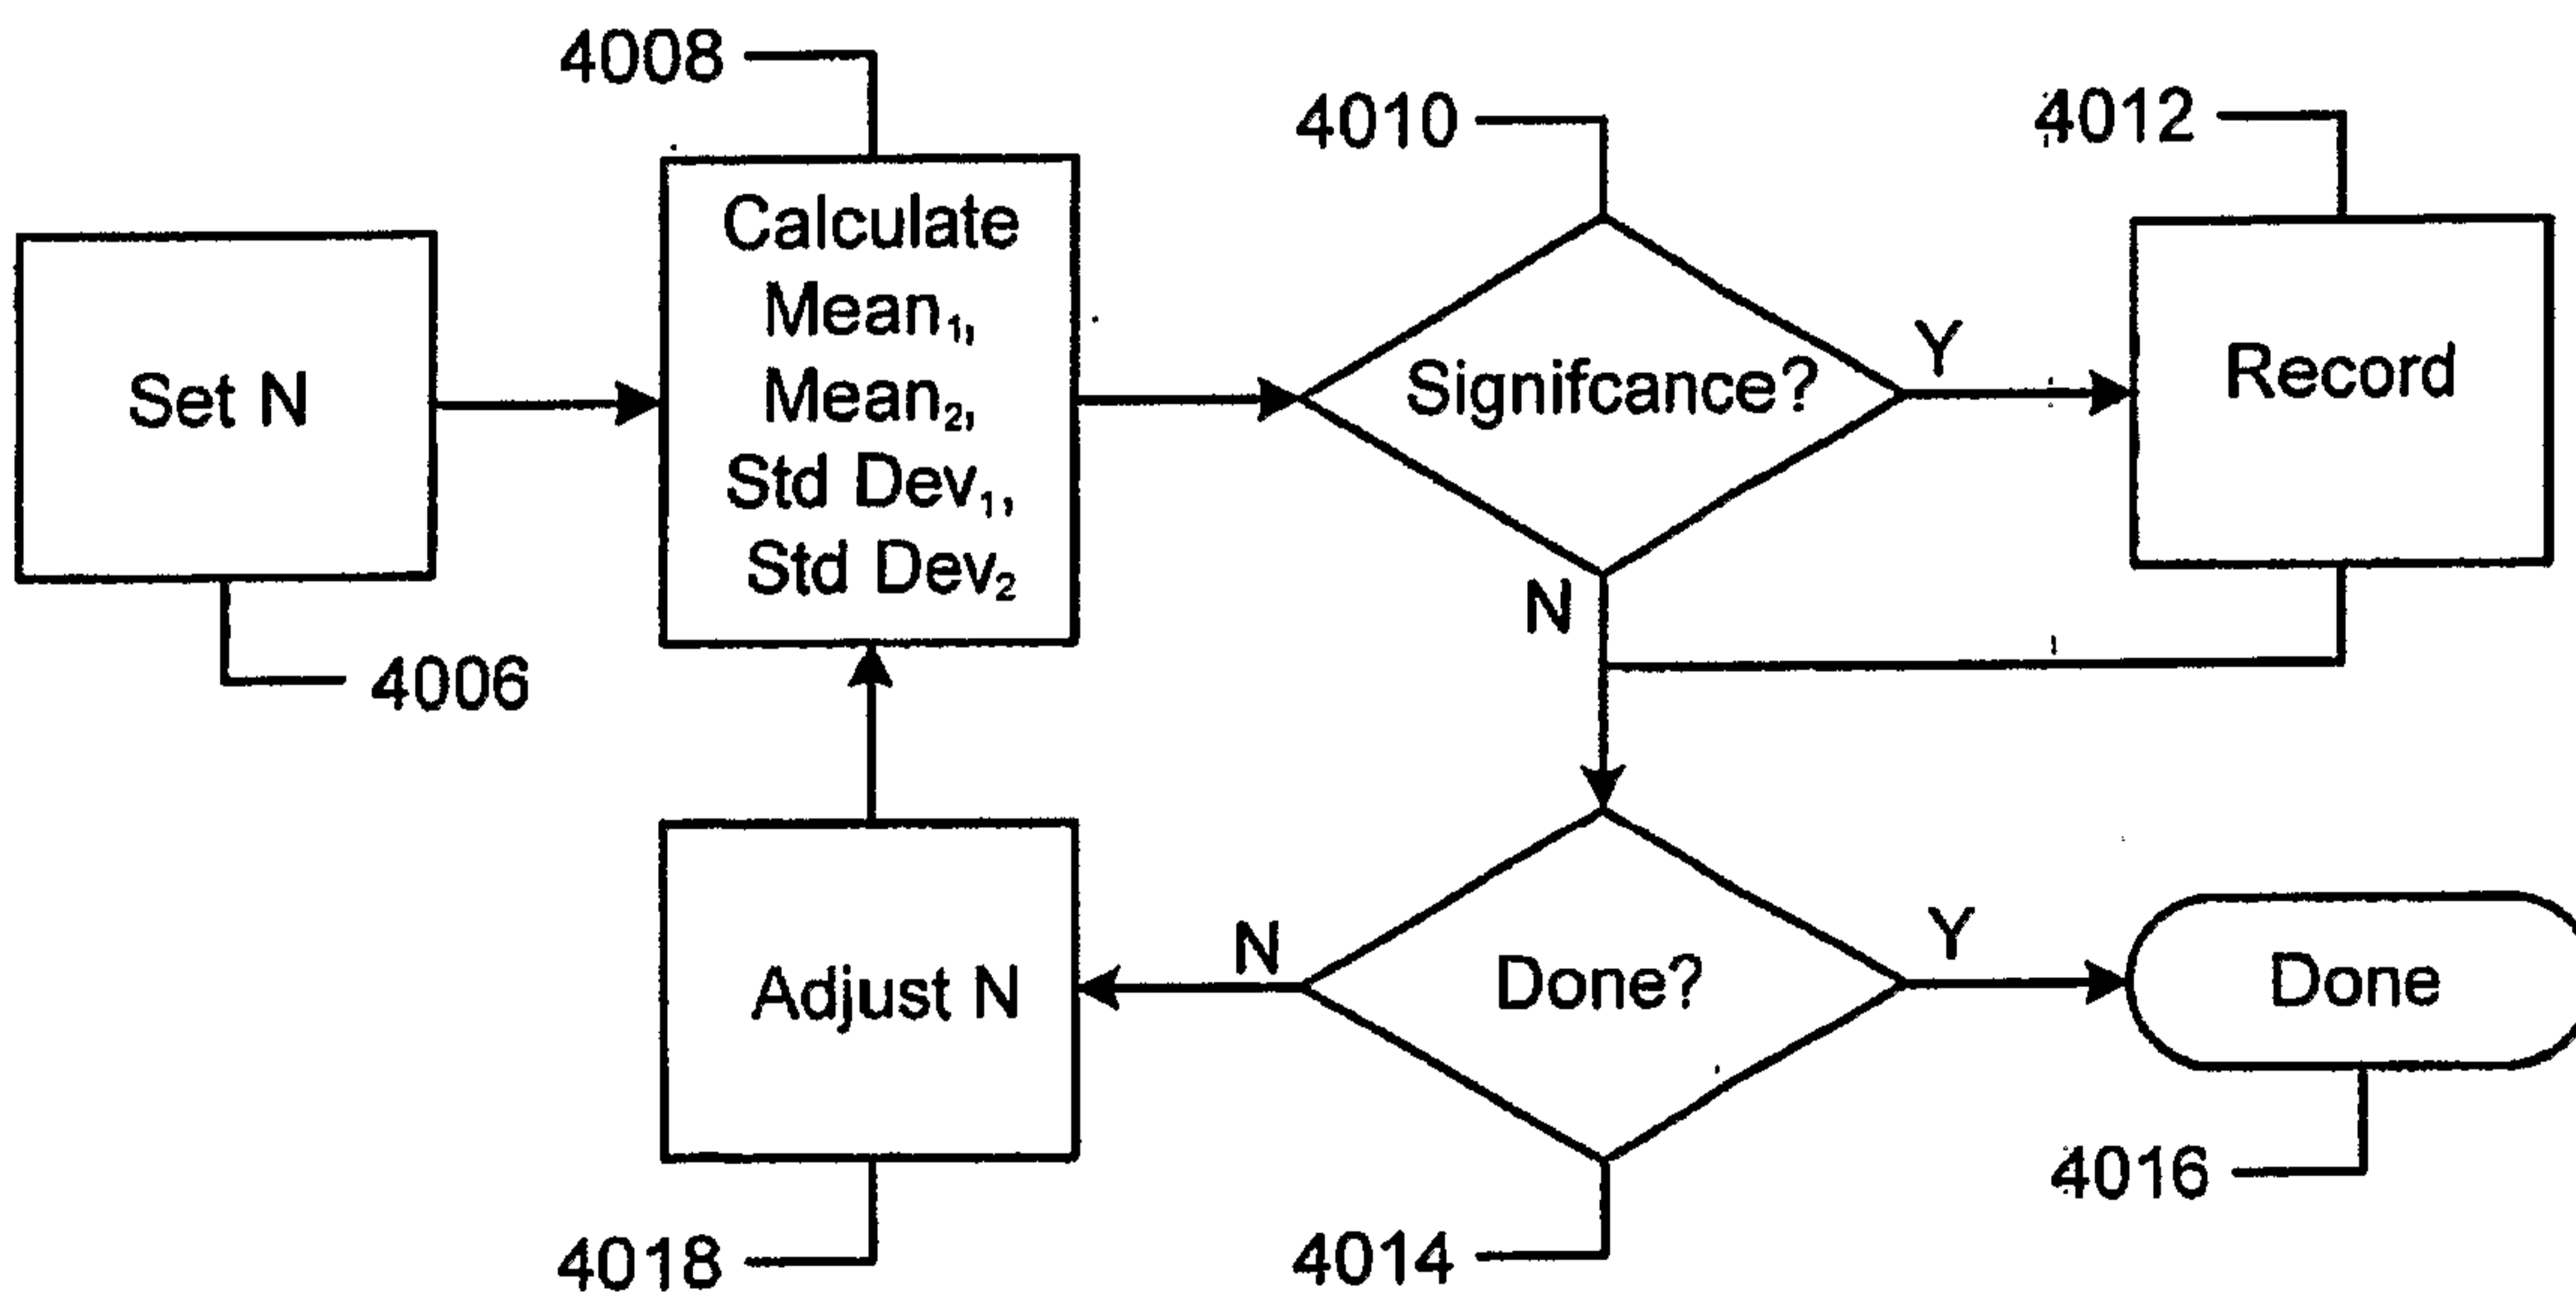 4008
4010
4012
Set N
Calculate
Mean₁,
Mean₂,
Std Dev₁,
Std Dev₂
Signifcance?
Y
Record
N
4006
Adjust N
N
Done?
Y
Done
4018
4014
4016